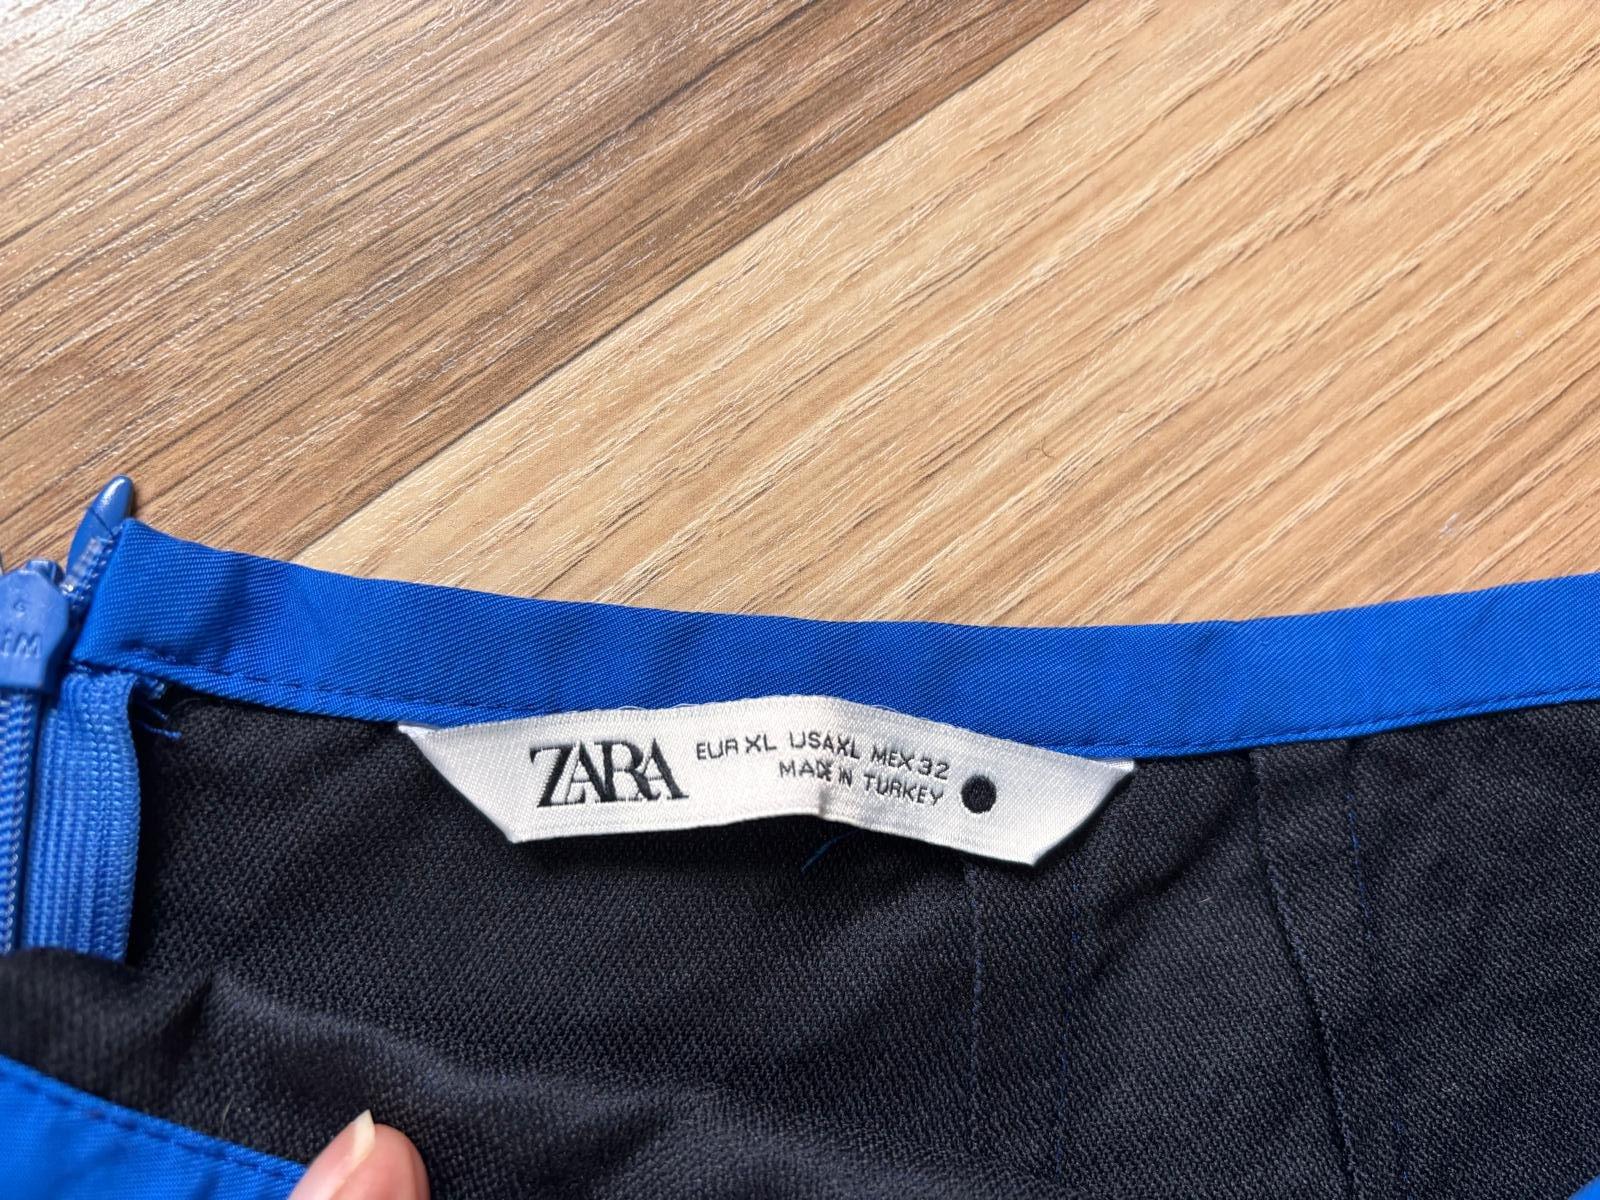 ZARA
EUR XL USA XL MEX 32
MADE IN TURKEY